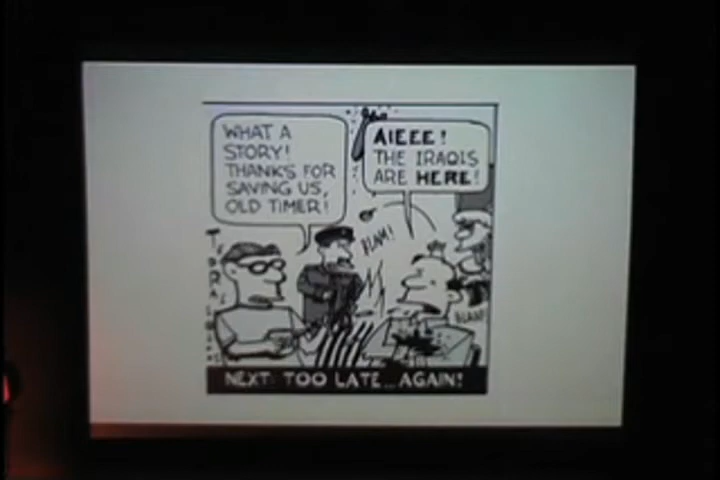 WHAT A
STORY!
THANKS FOR
SAVING US,
OLD TIMER!
AIEEE!
THE IRAQIS
ARE HERE!
BLAM!
BLAM!
NEXT: TOO LATE...AGAIN!